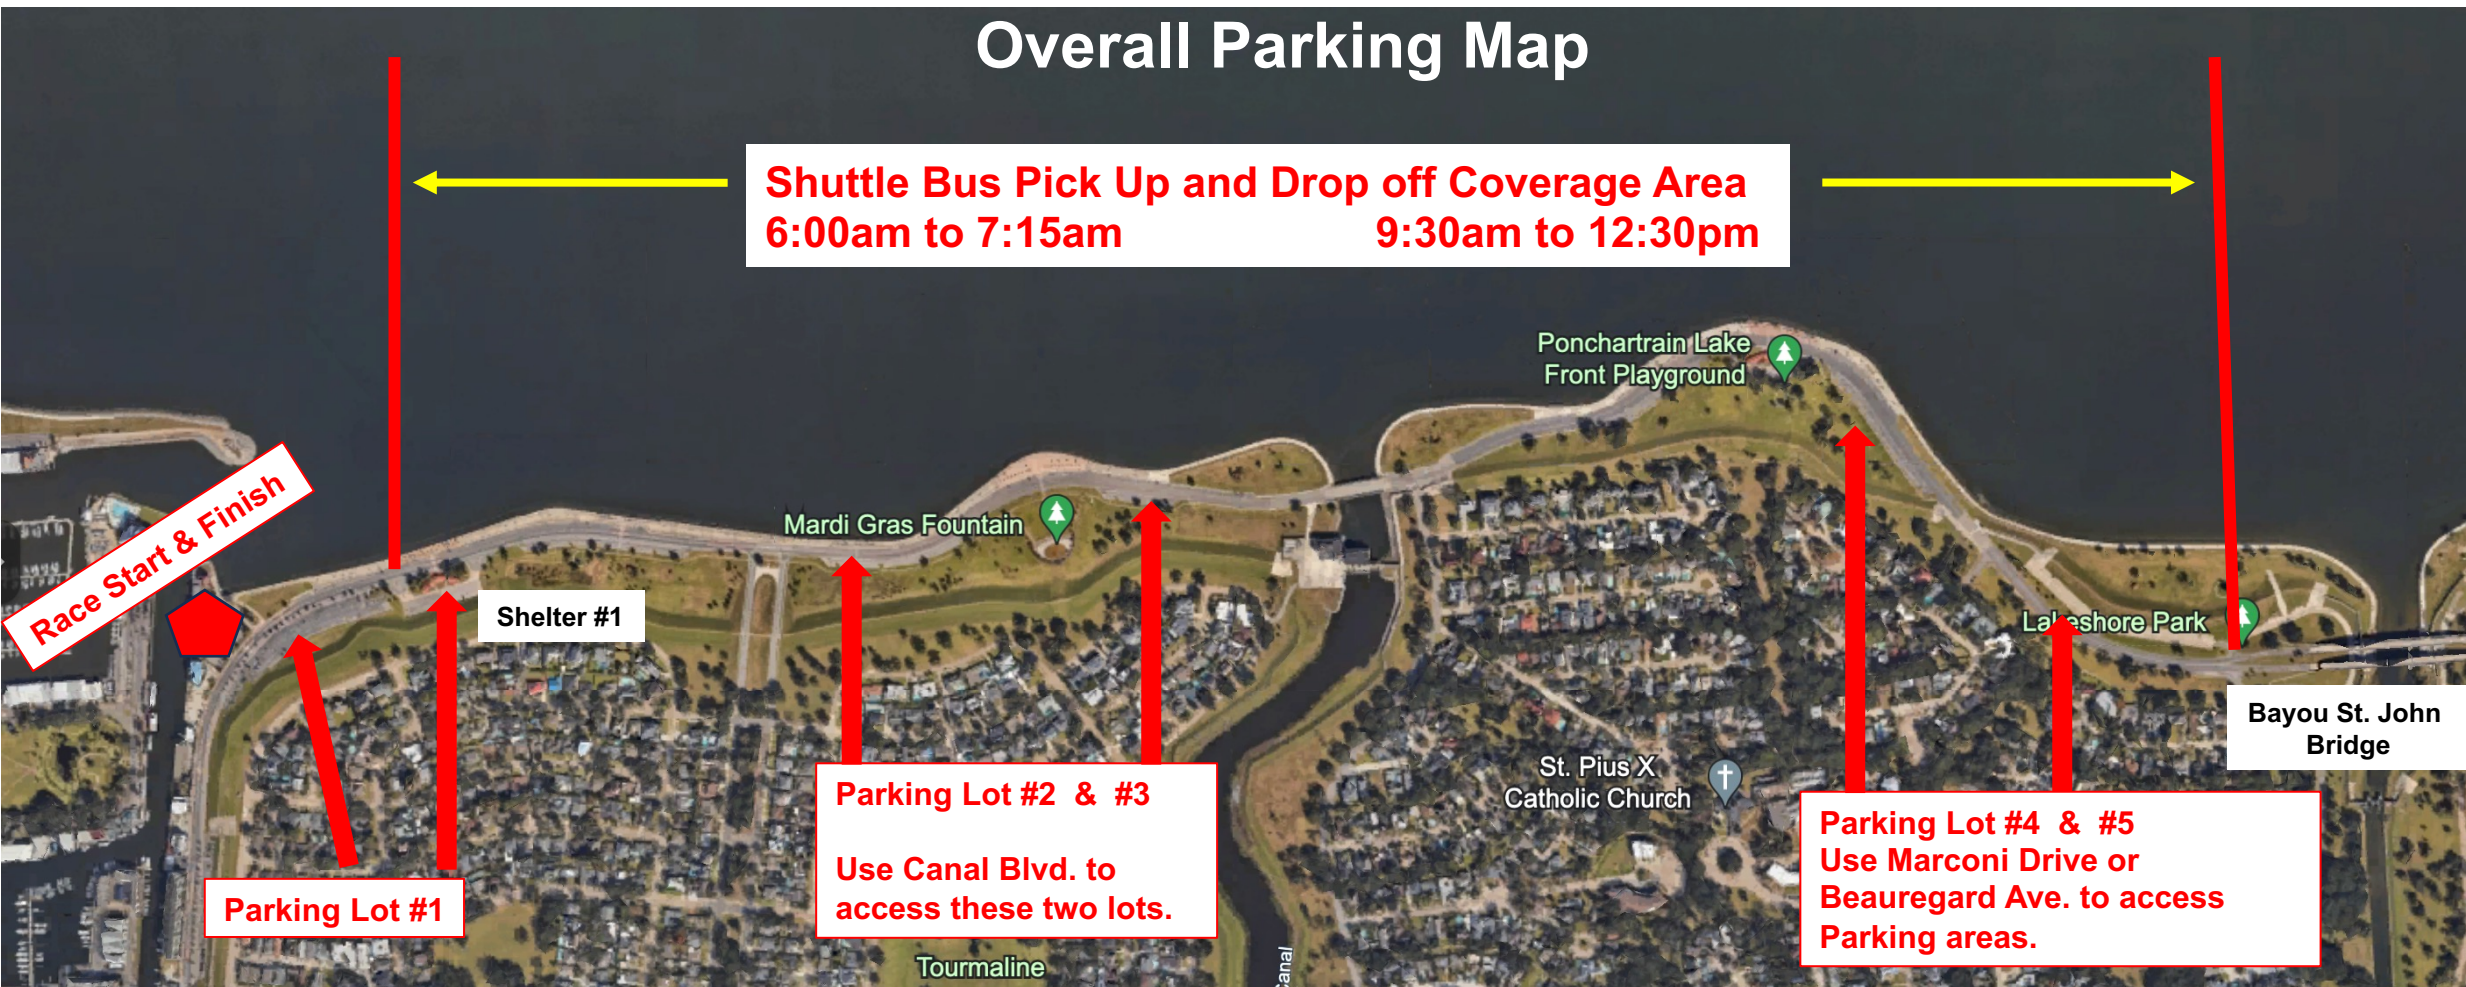 Overall Parking Map
Shuttle Bus Pick Up and Drop off Coverage Area
6:00am to 7:15am 9:30am to 12:30pm
Ponchartrain Lake
Front Playground
Race Start & Finish
Mardi Gras Fountain
Shelter #1
Lakeshore Park
Bayou St. John
Bridge
St. Pius X
Catholic Church
Parking Lot #2 & #3
Use Canal Blvd. to
access these two lots.
Parking Lot #4 & #5
Use Marconi Drive or
Beauregard Ave. to access
Parking areas.
Parking Lot #1
Tourmaline